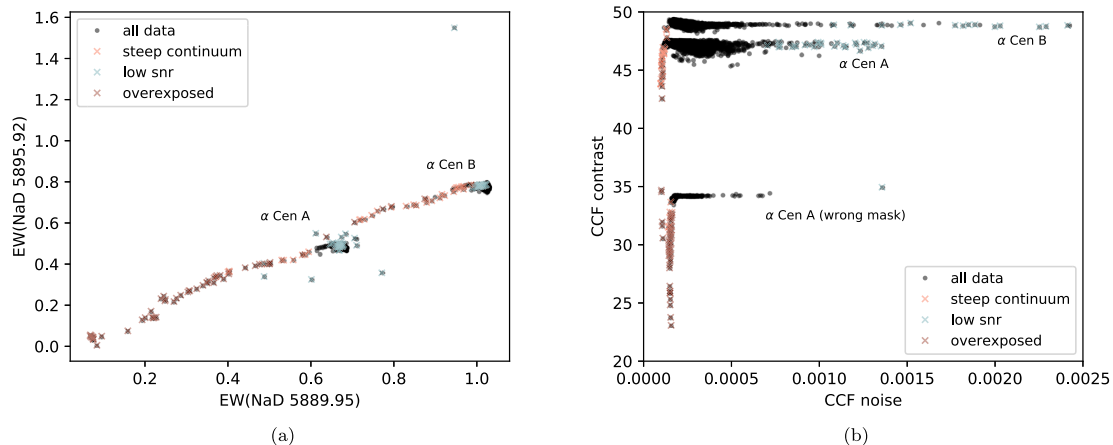 1.6
1.4
1.2
1.0
0.8
0.6
0.4
0.2
0.0
EW(NaD 5895.92)
all data
steep continuum
low snr
overexposed
α Cen B
α Cen A
0.2
0.4
0.6
0.8
1.0
EW(NaD 5889.95)
(a)
50
45
40
35
30
25
20
CCF contrast
α Cen B
α Cen A
α Cen A (wrong mask)
all data
steep continuum
low snr
overexposed
0.0000
0.0005
0.0010
0.0015
0.0020
0.0025
CCF noise
(b)